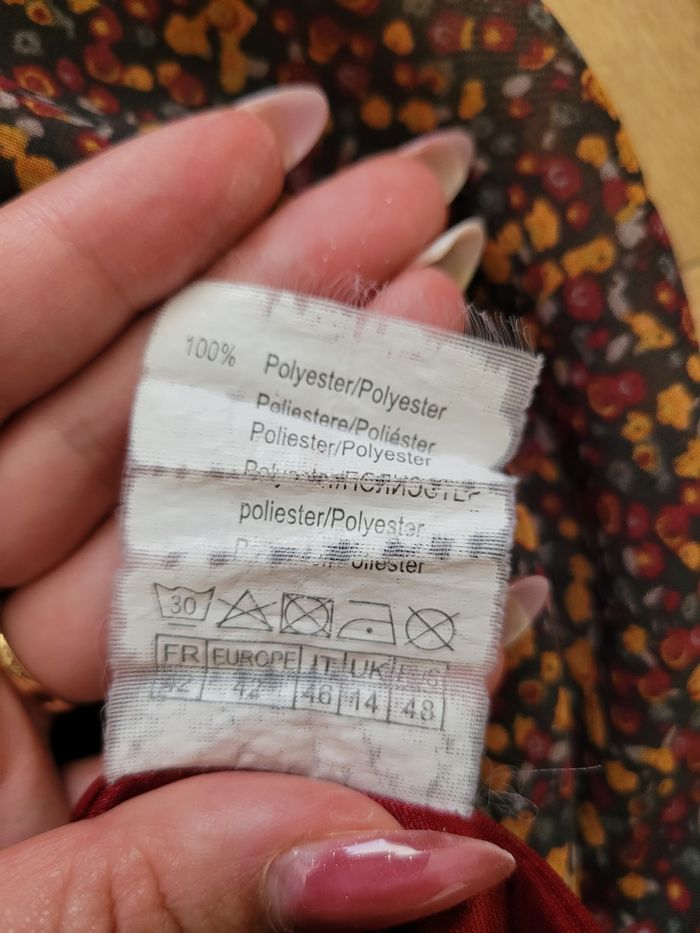 100% Polyester/Polyester
Poliestere/Poliéster
Poliester/Polyester
poliester/Polyester
30
FR EUROPE IT UK
42 46 14 48